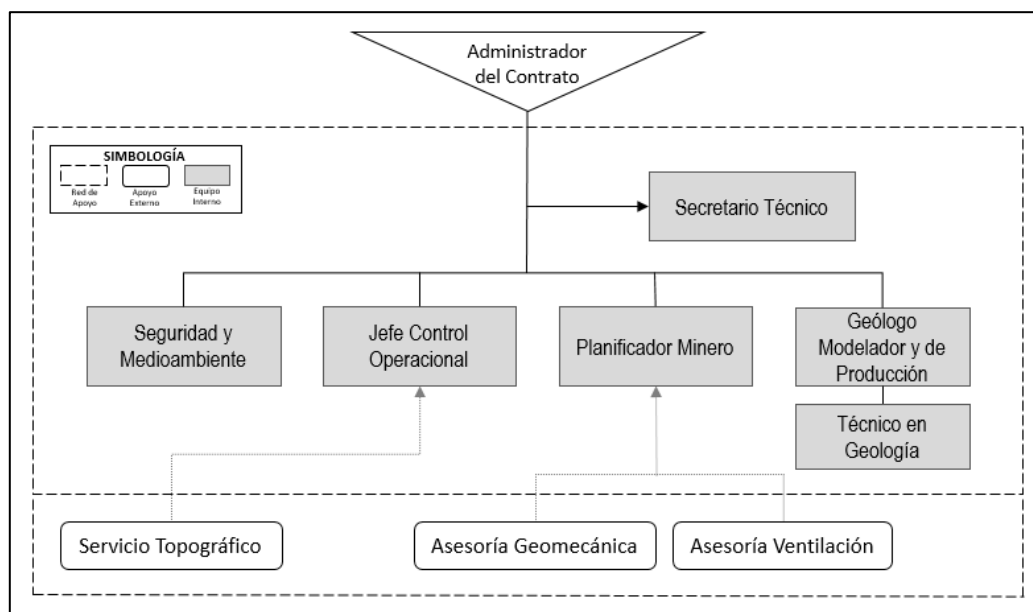 Administrador
del Contrato
SIMBOLOGÍA
Red de
Apoyo
Apoyo
Externo
Equipo
Interno
Secretario Técnico
Seguridad y
Medioambiente
Jefe Control
Operacional
Planificador Minero
Geólogo
Modelador y de
Producción
Técnico en
Geología
Servicio Topográfico
Asesoría Geomecánica
Asesoría Ventilación